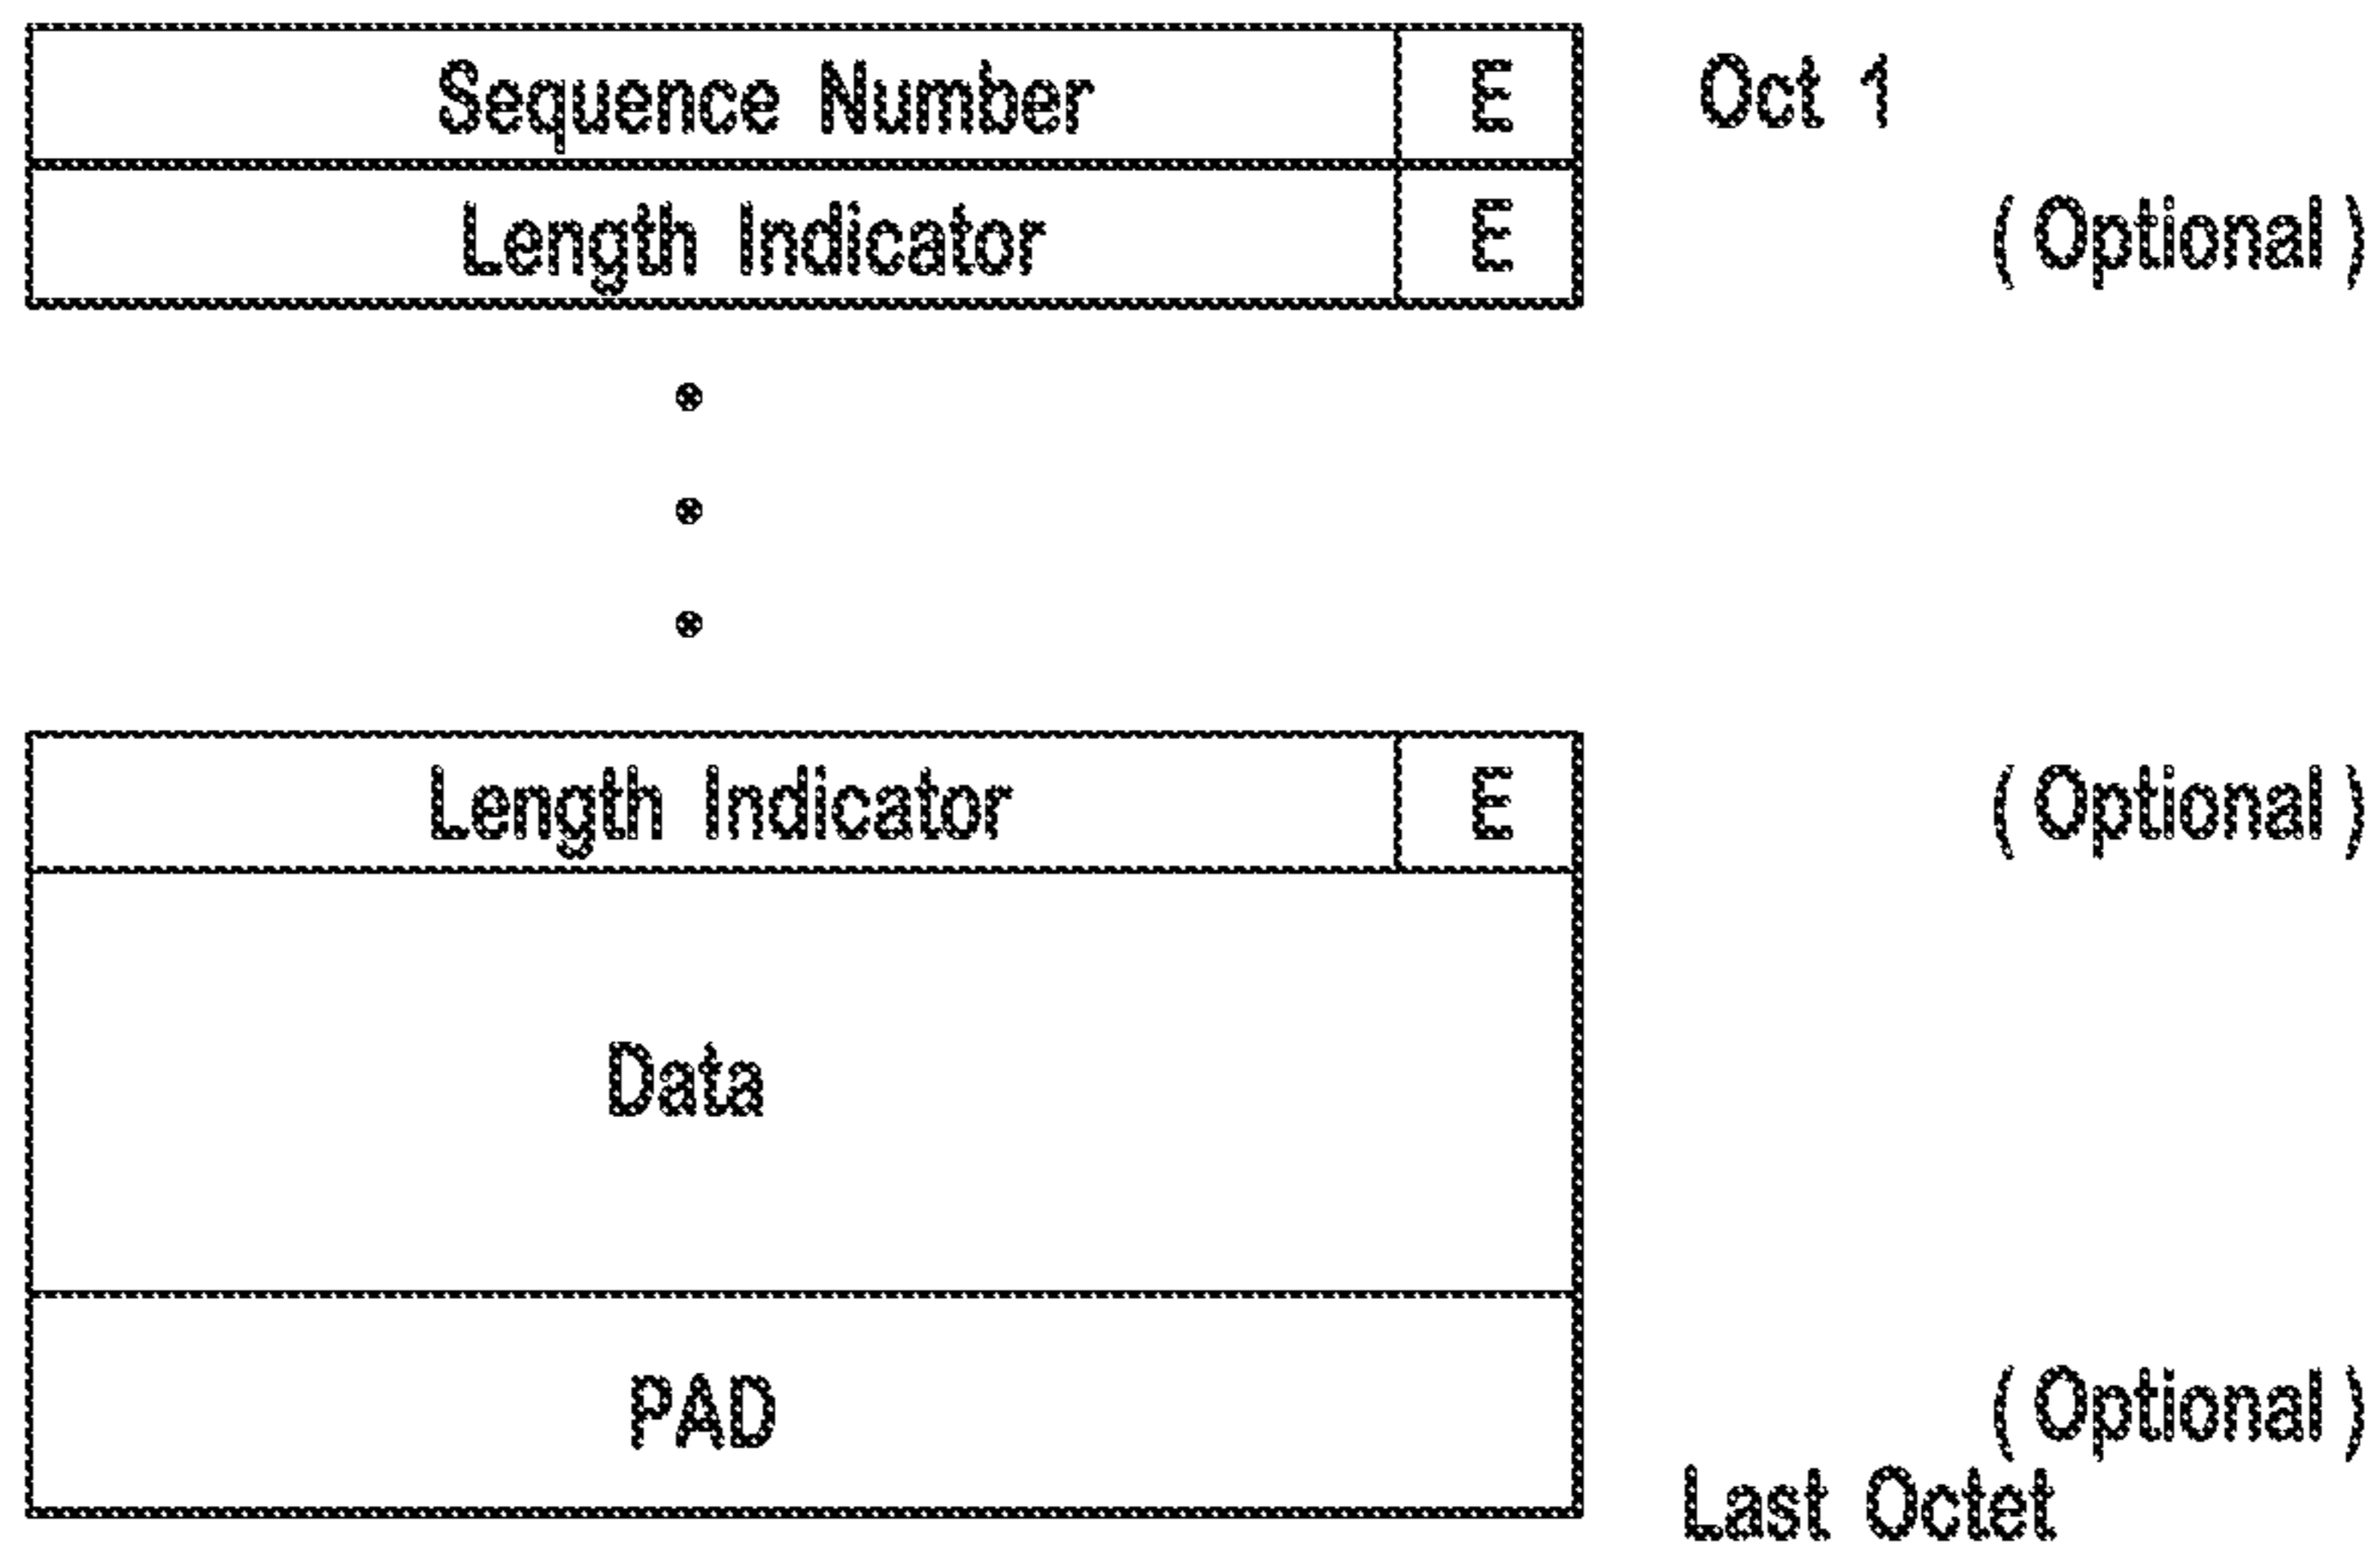 Sequence Number E Oct 1
Length Indicator E (Optional)
Length Indicator E (Optional)
Data
PAD (Optional)
Last Octet